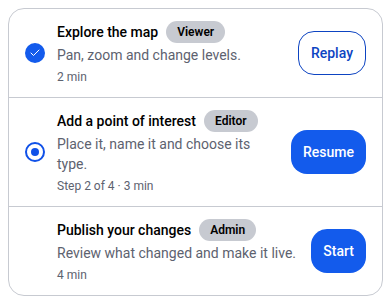 Explore the map Viewer
Pan, zoom and change levels.
2 min
Replay
Add a point of interest Editor
Place it, name it and choose its
type.
Step 2 of 4 · 3 min
Resume
Publish your changes Admin
Review what changed and make it live.
4 min
Start